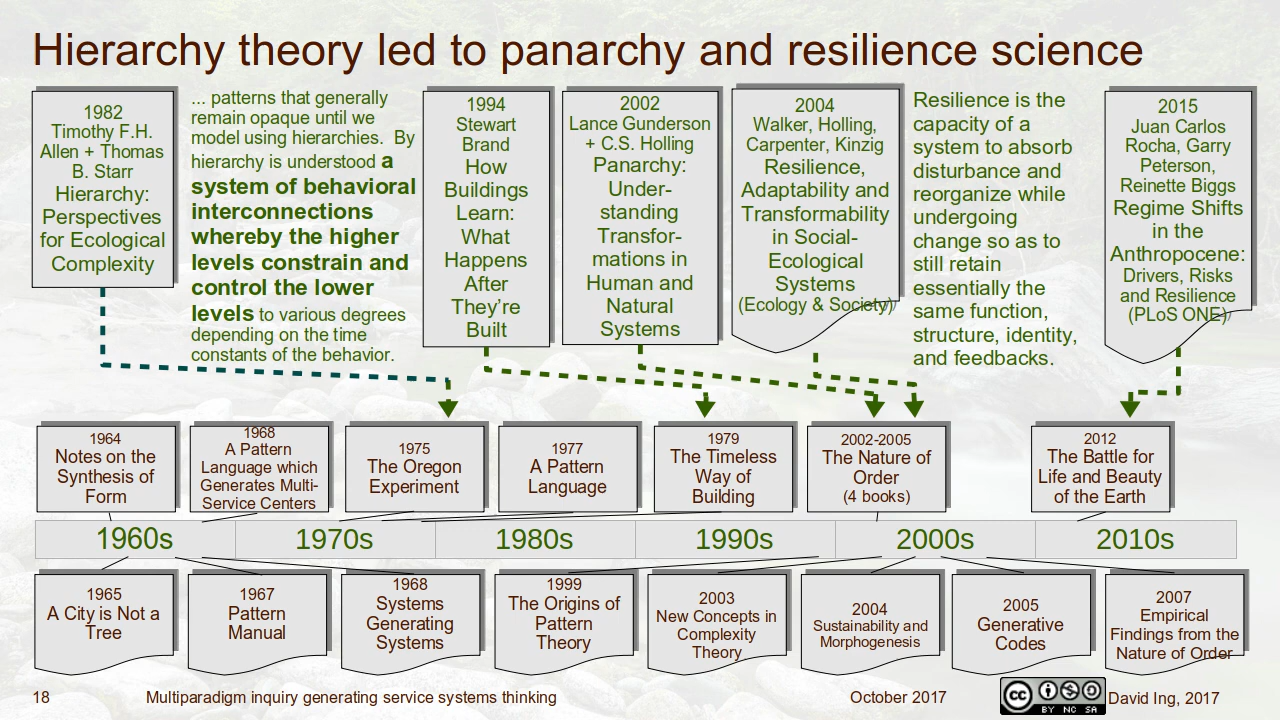 Hierarchy theory led to panarchy and resilience science
1982
Timothy F.H.
Allen + Thomas
B. Starr
Hierarchy:
Perspectives
for Ecological
Complexity
... patterns that generally
remain opaque until we
model using hierarchies. By
hierarchy is understood a
system of behavioral
interconnections
whereby the higher
levels constrain and
control the lower
levels to various degrees
depending on the time
constants of the behavior.
1994
Stewart
Brand
How
Buildings
Learn:
What
Happens
After
They’re
Built
2002
Lance Gunderson
+ C.S. Holling
Panarchy:
Under-
standing
Transfor-
mations in
Human and
Natural
Systems
2004
Walker, Holling,
Carpenter, Kinzig
Resilience,
Adaptability and
Transformability
in Social-
Ecological
Systems
(Ecology & Society)
Resilience is the
capacity of a
system to absorb
disturbance and
reorganize while
undergoing
change so as to
still retain
essentially the
same function,
structure, identity,
and feedbacks.
2015
Juan Carlos
Rocha, Garry
Peterson,
Reinette Biggs
Regime Shifts
in the
Anthropocene:
Drivers, Risks
and Resilience
(PLoS ONE)
1964
Notes on the
Synthesis of
Form
1968
A Pattern
Language which
Generates Multi-
Service Centers
1975
The Oregon
Experiment
1977
A Pattern
Language
1979
The Timeless
Way of
Building
2002-2005
The Nature of
Order
(4 books)
2012
The Battle for
Life and Beauty
of the Earth
1960s
1970s
1980s
1990s
2000s
2010s
1965
A City is Not a
Tree
1967
Pattern
Manual
1968
Systems
Generating
Systems
1999
The Origins of
Pattern
Theory
2003
New Concepts in
Complexity
Theory
2004
Sustainability and
Morphogenesis
2005
Generative
Codes
2007
Empirical
Findings from the
Nature of Order
18
Multiparadigm inquiry generating service systems thinking
October 2017
cc
BY NC SA
David Ing, 2017